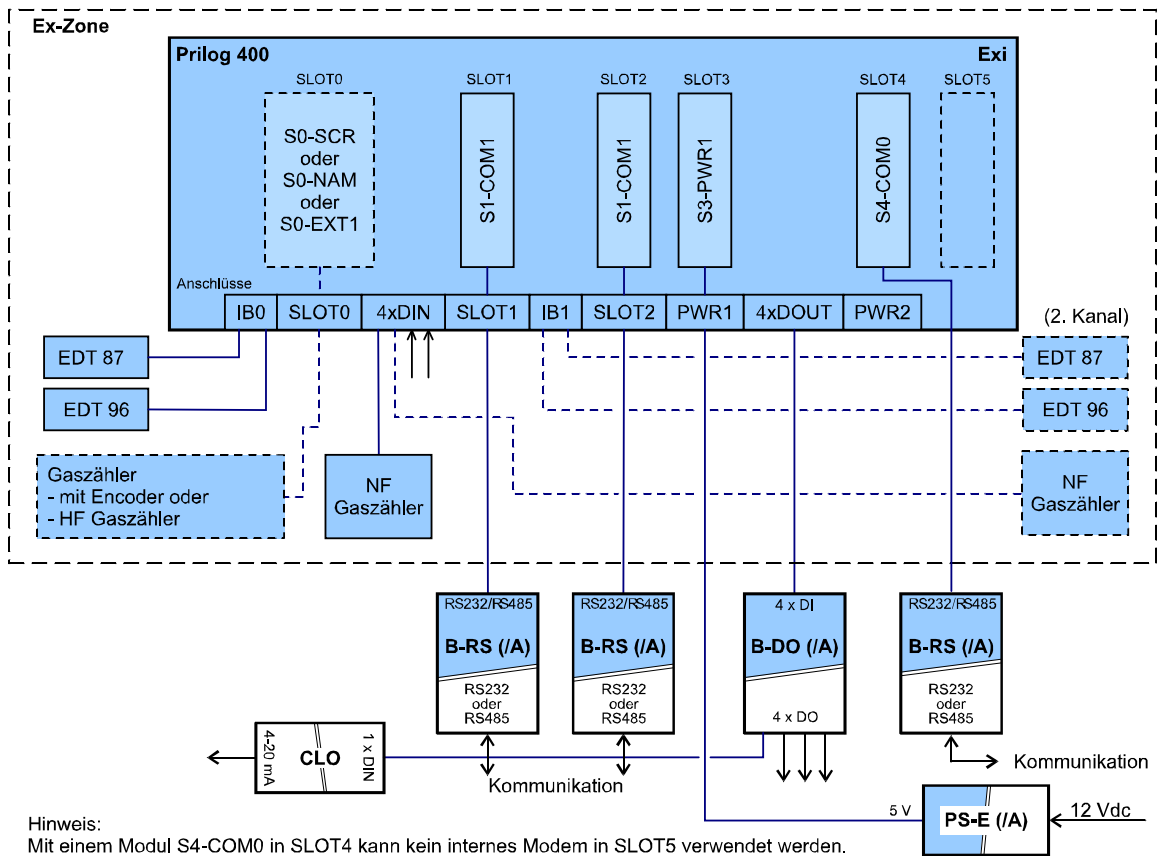 Ex-Zone
Prilog 400
Exi
SLOT0
SLOT1
SLOT2
SLOT3
SLOT4
SLOT5
S0-SCR
oder
S0-NAM
oder
S0-EXT1
S1-COM1
S1-COM1
S3-PWR1
S4-COM0
Anschlüsse
IB0
SLOT0
4xDIN
SLOT1
IB1
SLOT2
PWR1
4xDOUT
PWR2
(2. Kanal)
EDT 87
EDT 87
EDT 96
EDT 96
Gaszähler
- mit Encoder oder
- HF Gaszähler
NF
Gaszähler
NF
Gaszähler
RS232/RS485
B-RS (/A)
RS232
oder
RS485
RS232/RS485
B-RS (/A)
RS232
oder
RS485
4 x DI
B-DO (/A)
4 x DO
RS232/RS485
B-RS (/A)
RS232
oder
RS485
4-20 mA
CLO
1 x DIN
Kommunikation
Kommunikation
5 V
PS-E (/A)
12 Vdc
Hinweis:
Mit einem Modul S4-COM0 in SLOT4 kann kein internes Modem in SLOT5 verwendet werden.